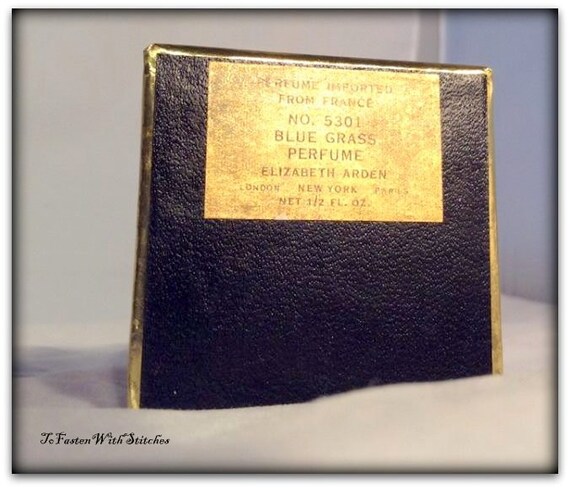 PERFUME IMPORTED
FROM FRANCE
NO. 5301
BLUE GRASS
PERFUME
ELIZABETH ARDEN
LONDON NEW YORK PARIS
NET 1/2 FL. OZ.
ToFastenWithStitches